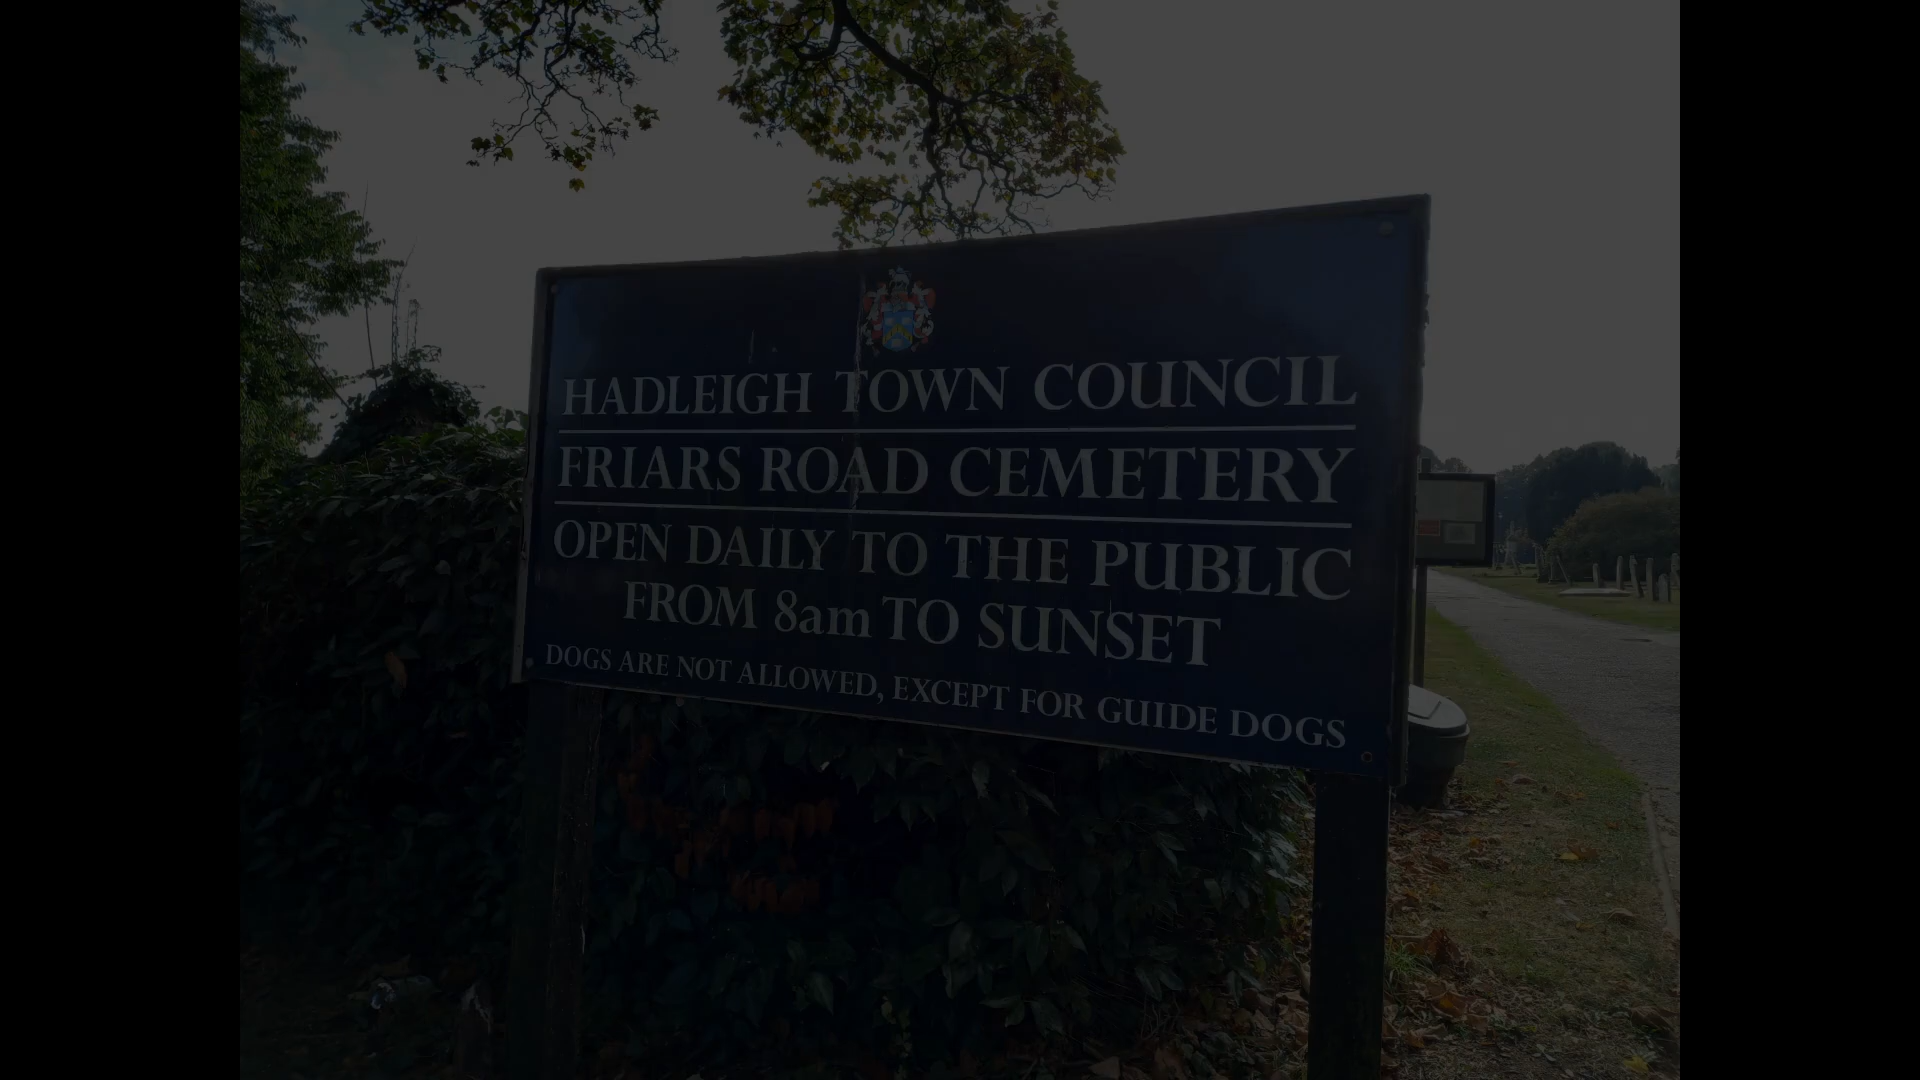 HADLEIGH TOWN COUNCIL
FRIARS ROAD CEMETERY
OPEN DAILY TO THE PUBLIC
FROM 8am TO SUNSET
DOGS ARE NOT ALLOWED, EXCEPT FOR GUIDE DOGS